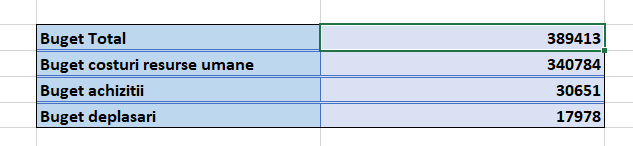 Buget Total 389413
Buget costuri resurse umane 340784
Buget achizitii 30651
Buget deplasari 17978